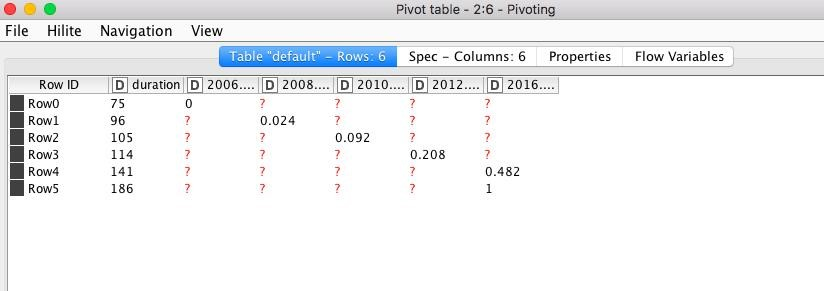 Pivot table - 2:6 - Pivoting
File Hilite Navigation View
Table "default" - Rows: 6 Spec - Columns: 6 Properties Flow Variables
Row ID D duration D 2006.... D 2008.... D 2010.... D 2012.... D 2016....
Row0 75 0 ? ? ? ?
Row1 96 ? 0.024 ? ? ?
Row2 105 ? ? 0.092 ? ?
Row3 114 ? ? ? 0.208 ?
Row4 141 ? ? ? ? 0.482
Row5 186 ? ? ? ? 1